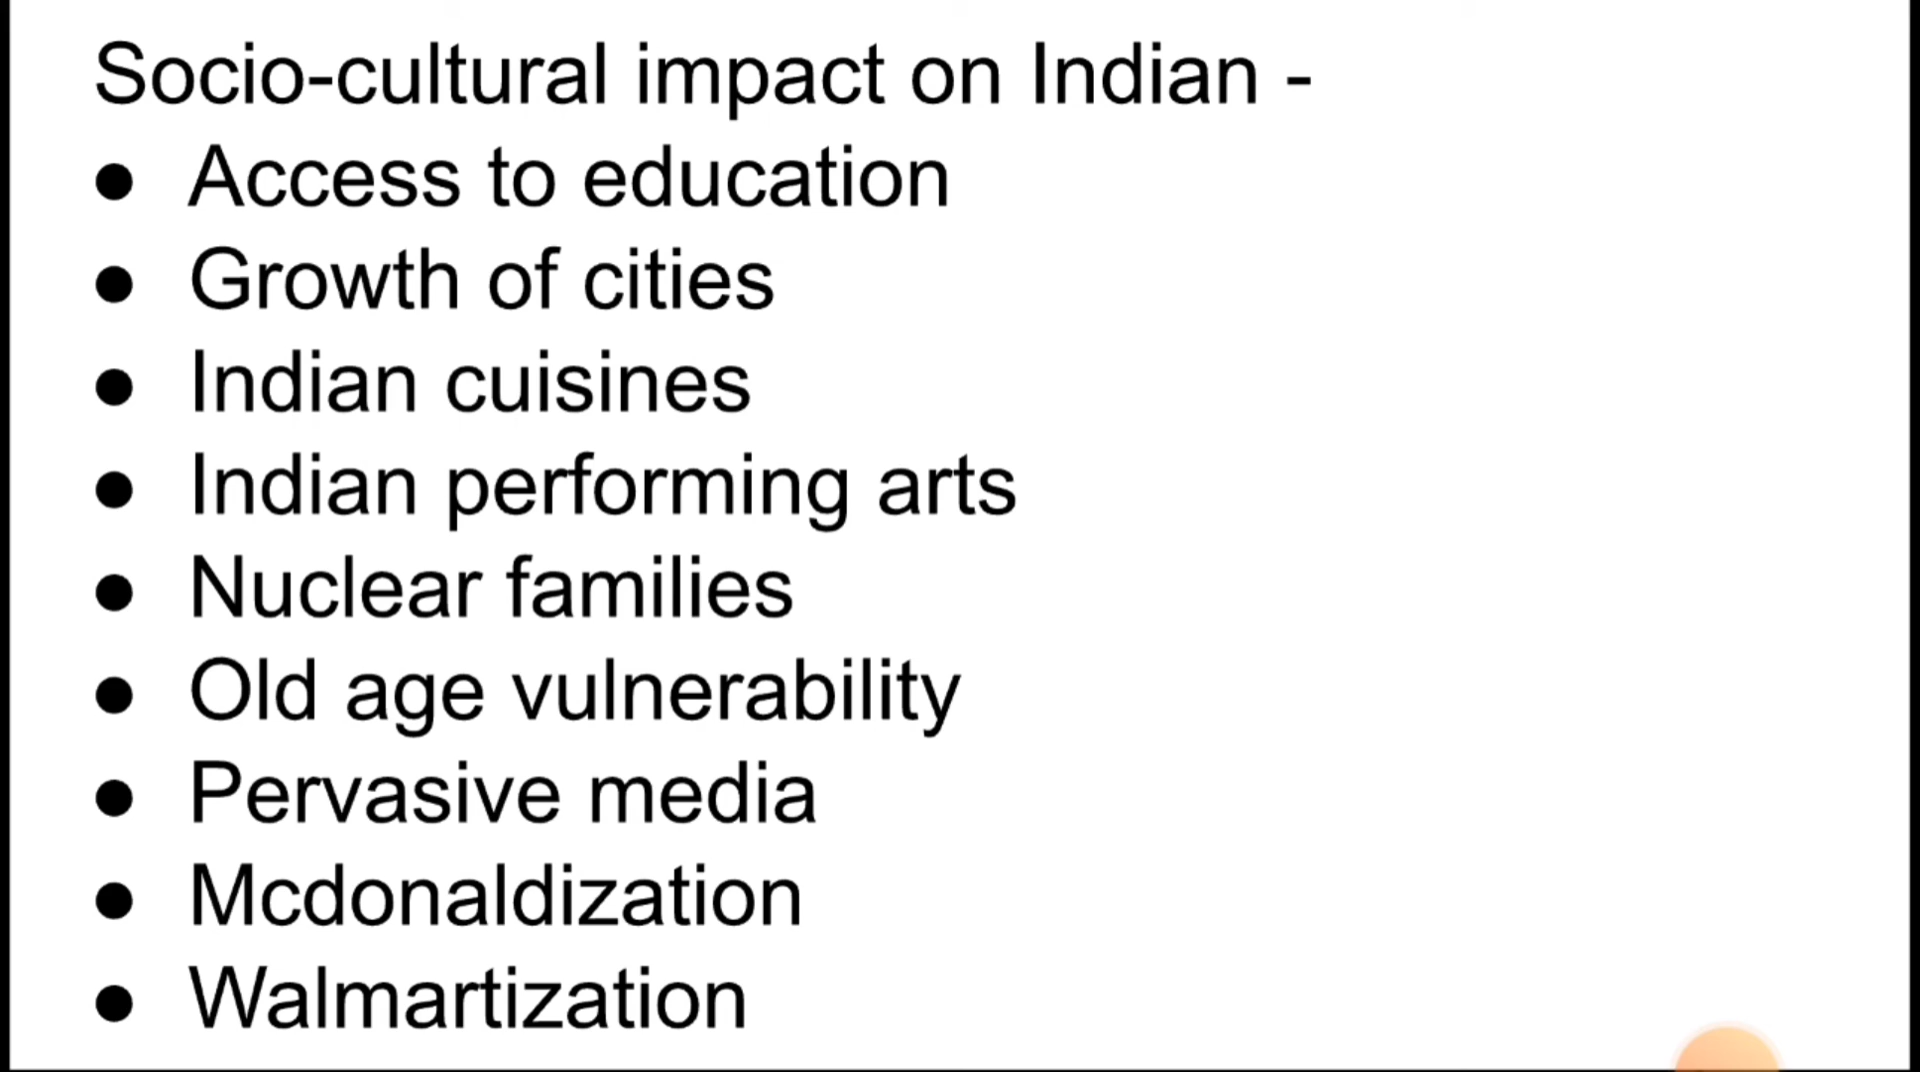 Socio-cultural impact on Indian -
● Access to education
● Growth of cities
● Indian cuisines
● Indian performing arts
● Nuclear families
● Old age vulnerability
● Pervasive media
● Mcdonaldization
● Walmartization